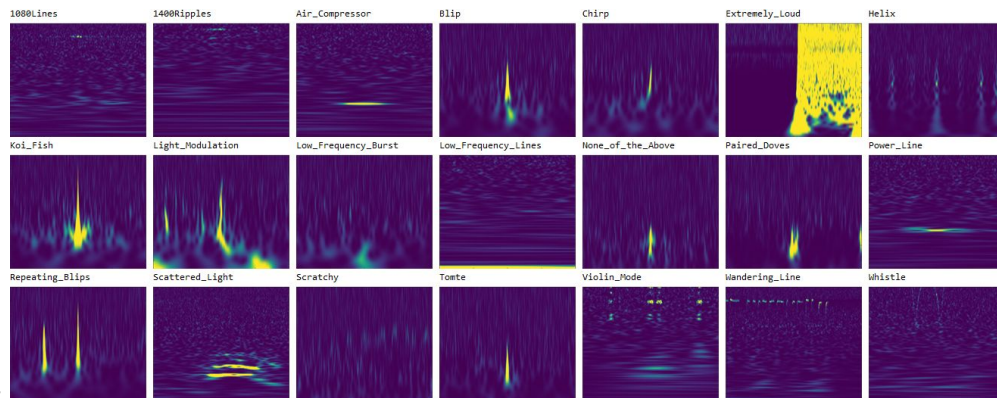 1080Lines 1400Ripples Air_Compressor Blip Chirp Extremely_Loud Helix
Koi_Fish Light_Modulation Low_Frequency_Burst Low_Frequency_Lines None_of_the_Above Paired_Doves Power_Line
Repeating_Blips Scattered_Light Scratchy Tomte Violin_Mode Wandering_Line Whistle